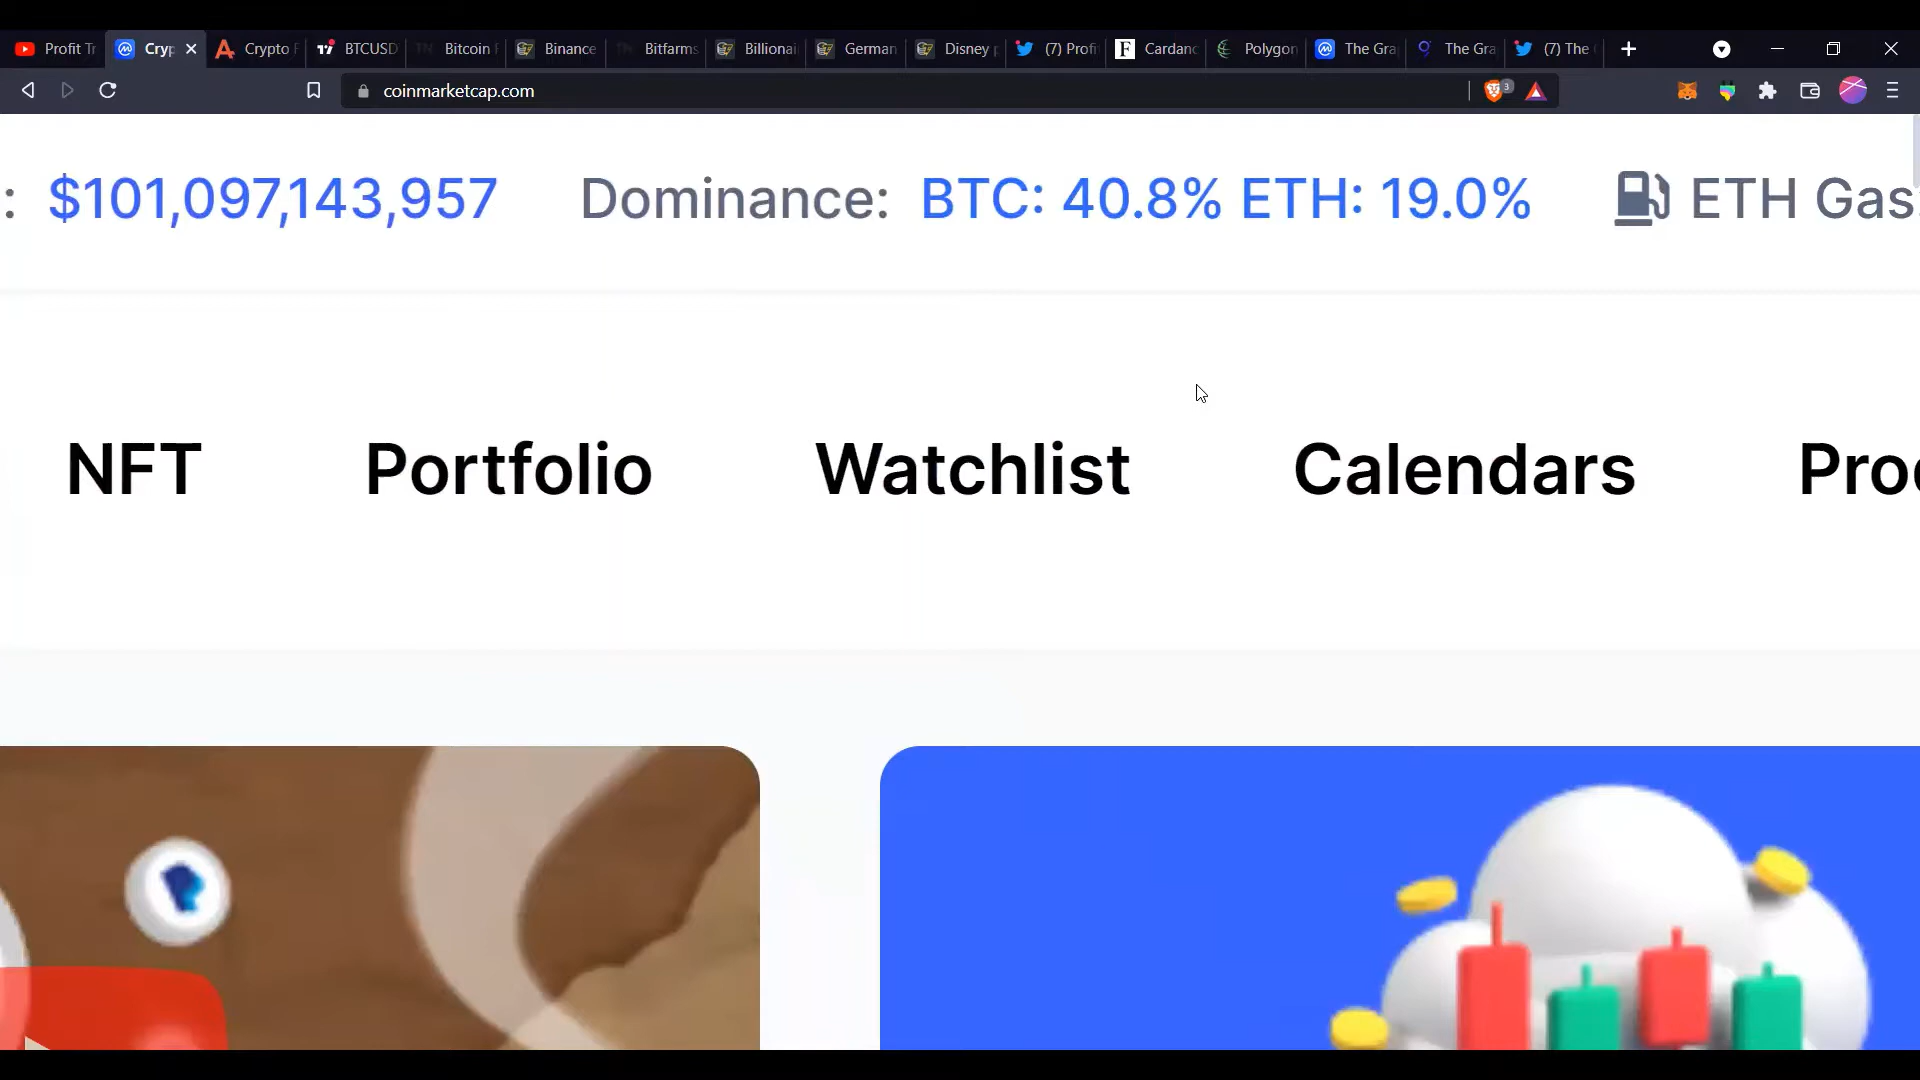 Profit Tr Cryp Crypto F BTCUSD Bitcoin Binance Bitfarms Billionai German Disney p (7) Profi Cardano Polygon The Gra The Gra (7) The
coinmarketcap.com 3
: $101,097,143,957 Dominance: BTC: 40.8% ETH: 19.0% ETH Gas
NFT Portfolio Watchlist Calendars Prod